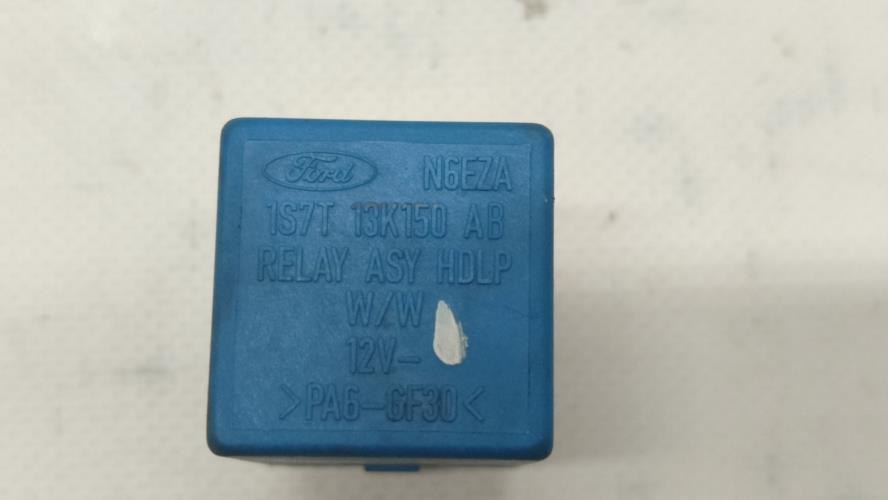 Ford N6EZA
1S7T 13K150 AB
RELAY ASY HDLP
W/W
12V-
>PA6-GF30<